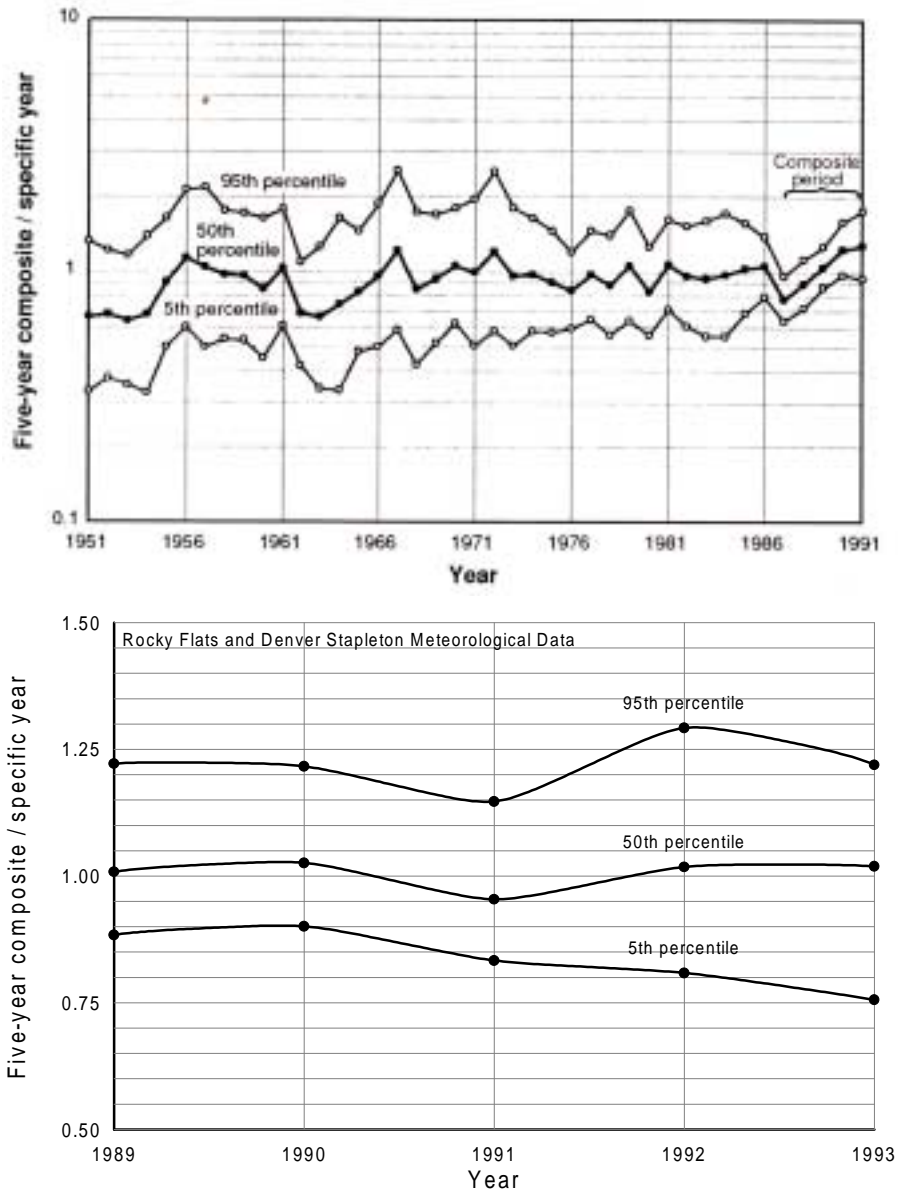 10
1
0.1
Five-year composite / specific year
95th percentile
50th
percentile
5th percentile
Composite
period
1951 1956 1961 1966 1971 1976 1981 1986 1991
Year
1.50
1.25
1.00
0.75
0.50
Five-year composite / specific year
Rocky Flats and Denver Stapleton Meteorological Data
95th percentile
50th percentile
5th percentile
1989 1990 1991 1992 1993
Year